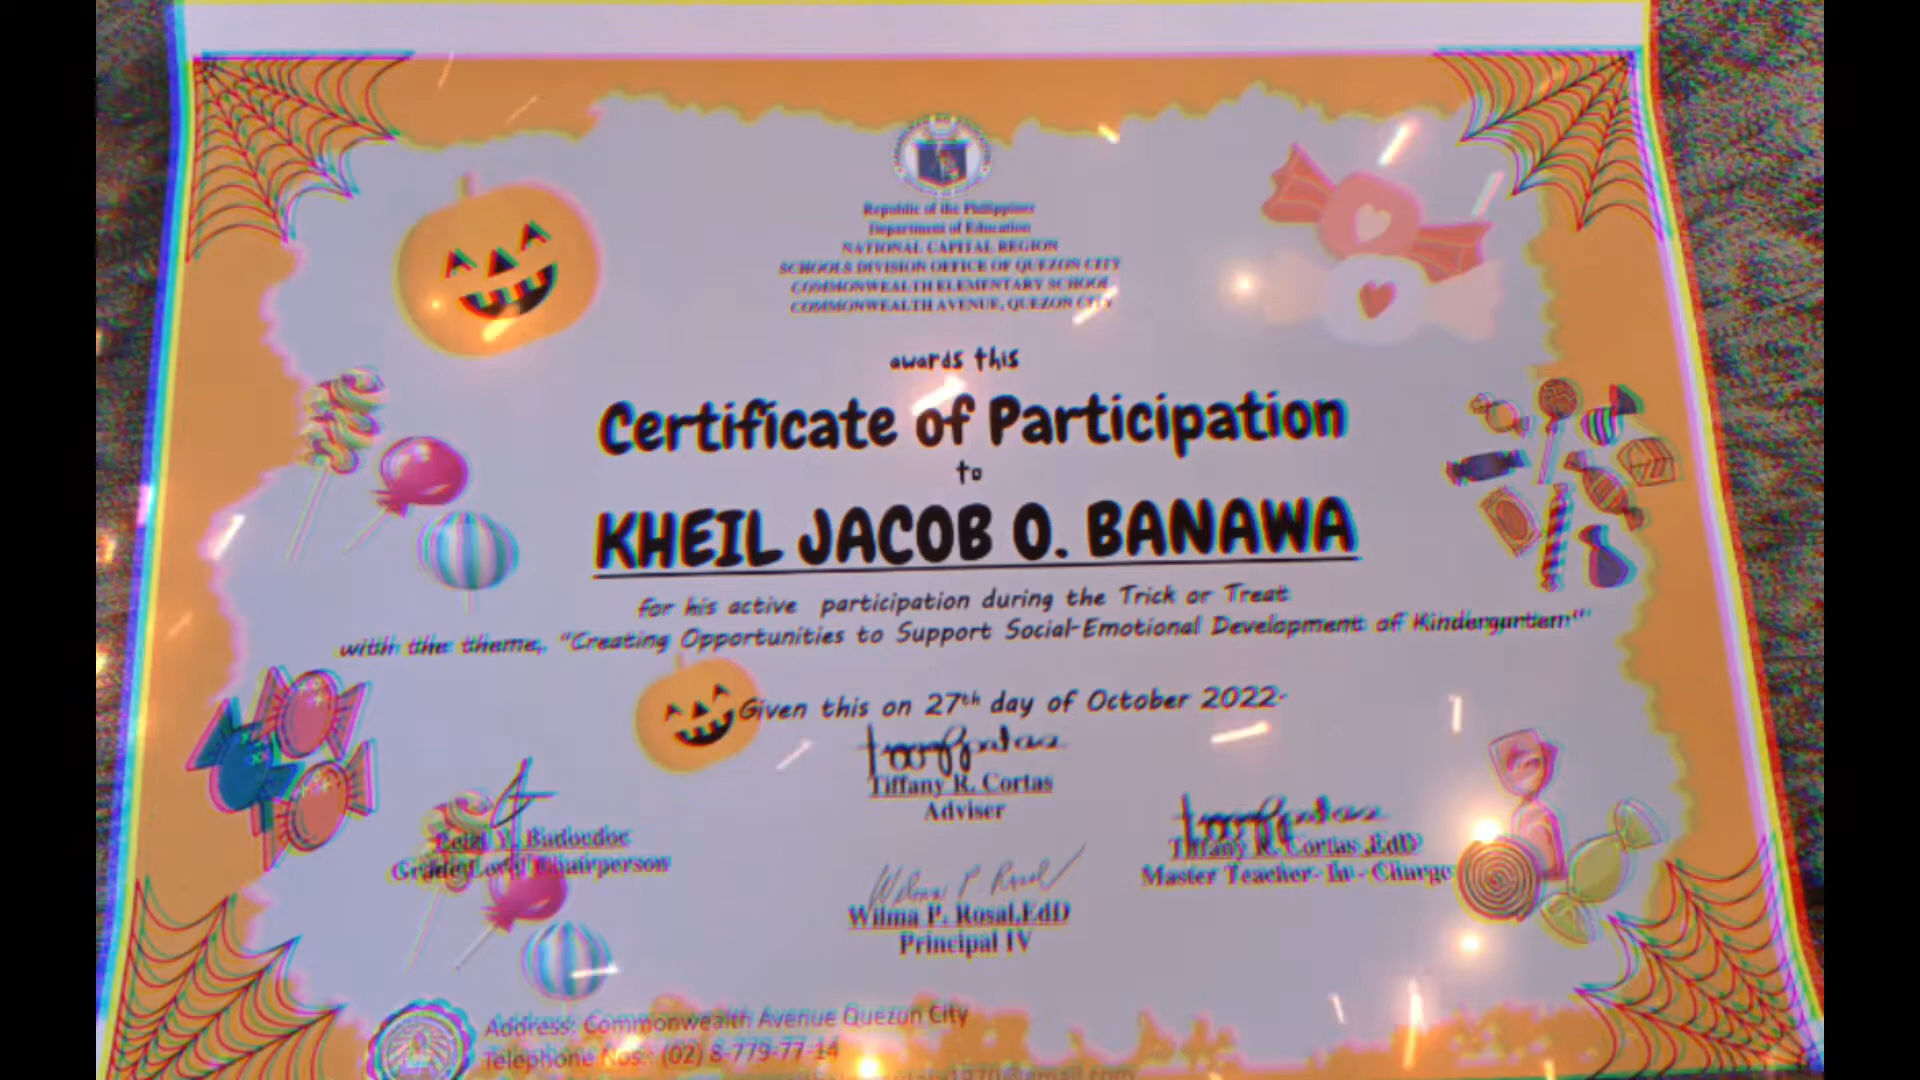 Republic of the Philippines
Department of Education
NATIONAL CAPITAL REGION
SCHOOLS DIVISION OFFICE OF QUEZON CITY
COMMONWEALTH ELEMENTARY SCHOOL
COMMONWEALTH AVENUE, QUEZON CITY
awards this
Certificate of Participation
to
KHEIL JACOB O. BANAWA
for his active participation during the Trick or Treat
with the theme, "Creating Opportunities to Support Social-Emotional Development of Kindergarten"
Given this on 27th day of October 2022.
Tiffany R. Cortas
Adviser
Y. Badocdoc
Grade Level Chairperson
Tiffany R. Cortas ,EdD
Master Teacher- In - Charge
Wilma P. Rosal,EdD
Principal IV
Address: Commonwealth Avenue Quezon City
Telephone Nos.: (02) 8-779-77-14